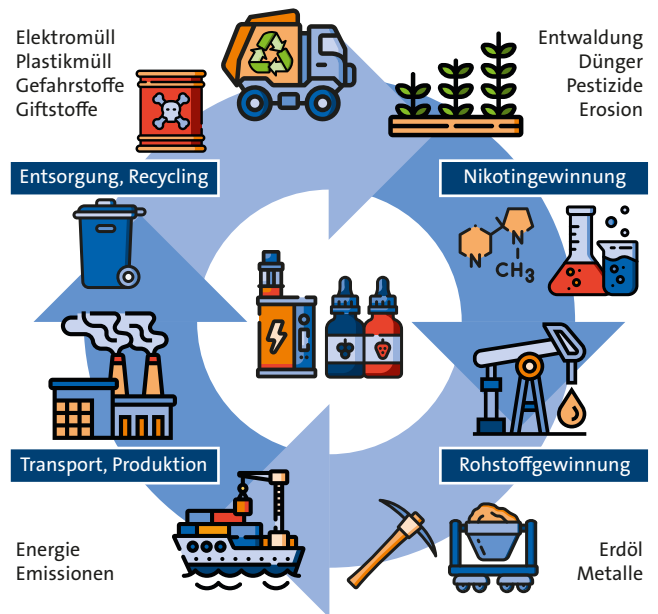 Elektromüll
Plastikmüll
Gefahrstoffe
Giftstoffe
Entwaldung
Dünger
Pestizide
Erosion
Entsorgung, Recycling
Nikotingewinnung
N
N
CH3
Transport, Produktion
Rohstoffgewinnung
Energie
Emissionen
Erdöl
Metalle